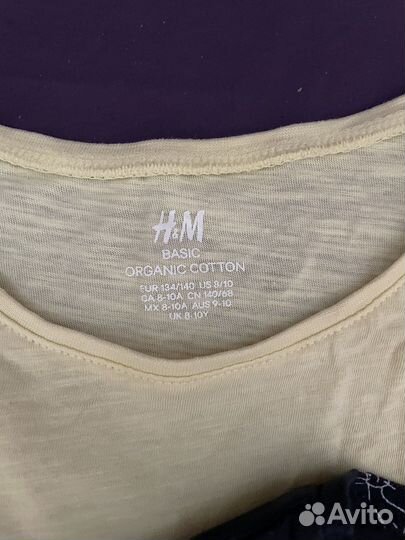 H&M
BASIC
ORGANIC COTTON
EUR 134/140 US 8/10
CA 8-10A CN 140/68
MX 8-10A AUS 9-10
UK 8-10Y
Avito